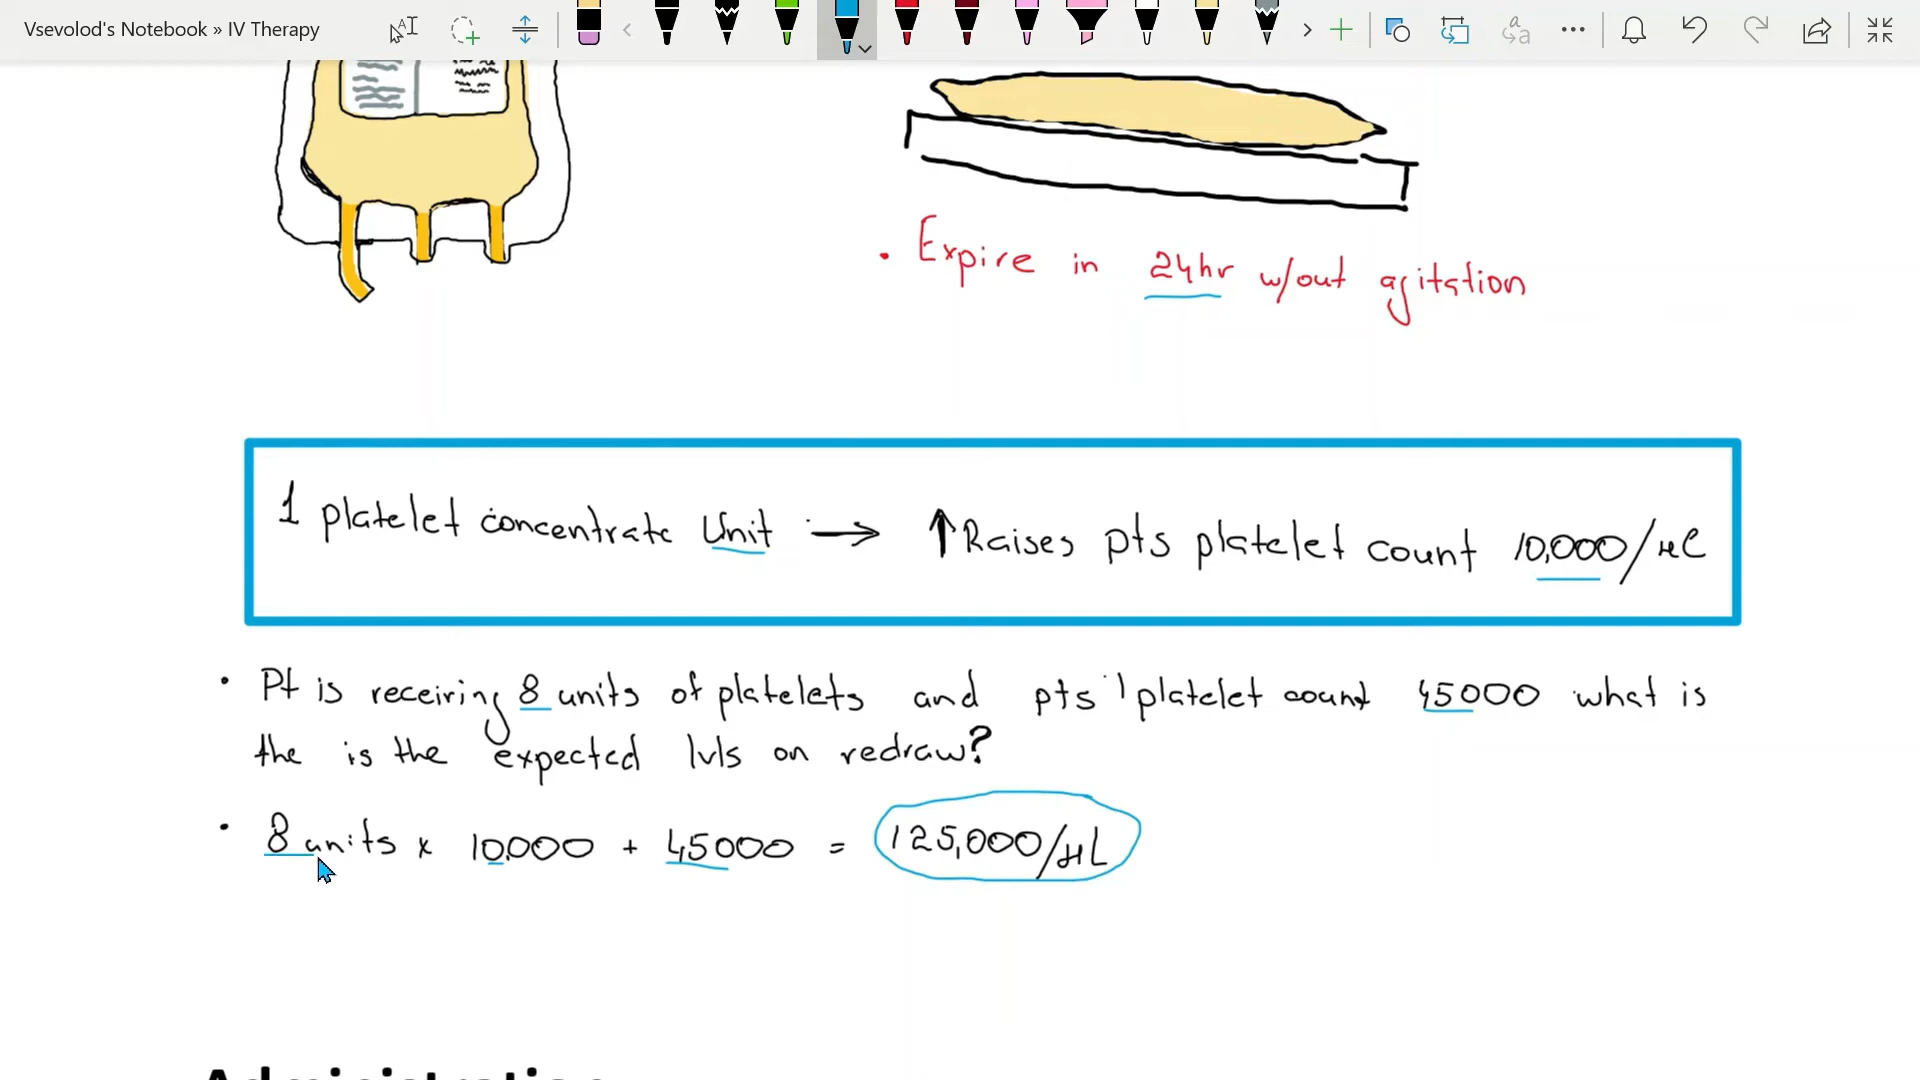 Vsevolod's Notebook » IV Therapy
• Expire in 24hr w/out agitation
1 platelet concentrate Unit → ↑Raises pts platelet count 10,000/µL
• Pt is receiving 8 units of platelets and pts' platelet count 45000 what is
the is the expected lvls on redraw?
• 8 units x 10.000 + 45000 = 125,000/µL
Administration